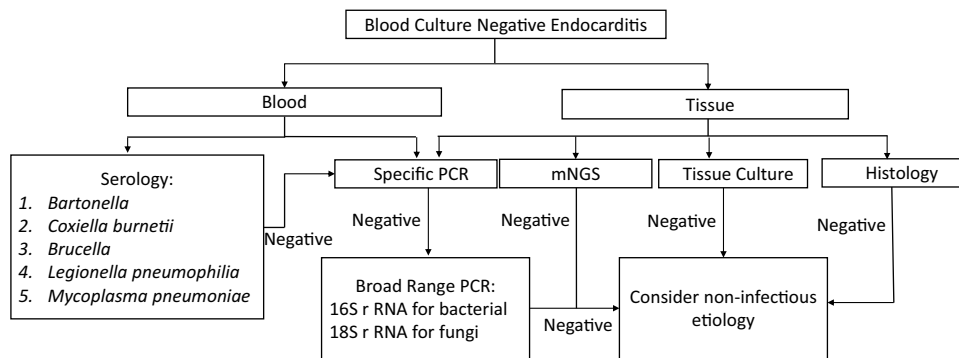 Blood Culture Negative Endocarditis
Blood
Tissue
Serology:
1. Bartonella
2. Coxiella burnetii
3. Brucella
4. Legionella pneumophilia
5. Mycoplasma pneumoniae
Negative
Specific PCR
mNGS
Tissue Culture
Histology
Negative
Negative
Negative
Negative
Broad Range PCR:
16S r RNA for bacterial
18S r RNA for fungi
Negative
Consider non-infectious
etiology